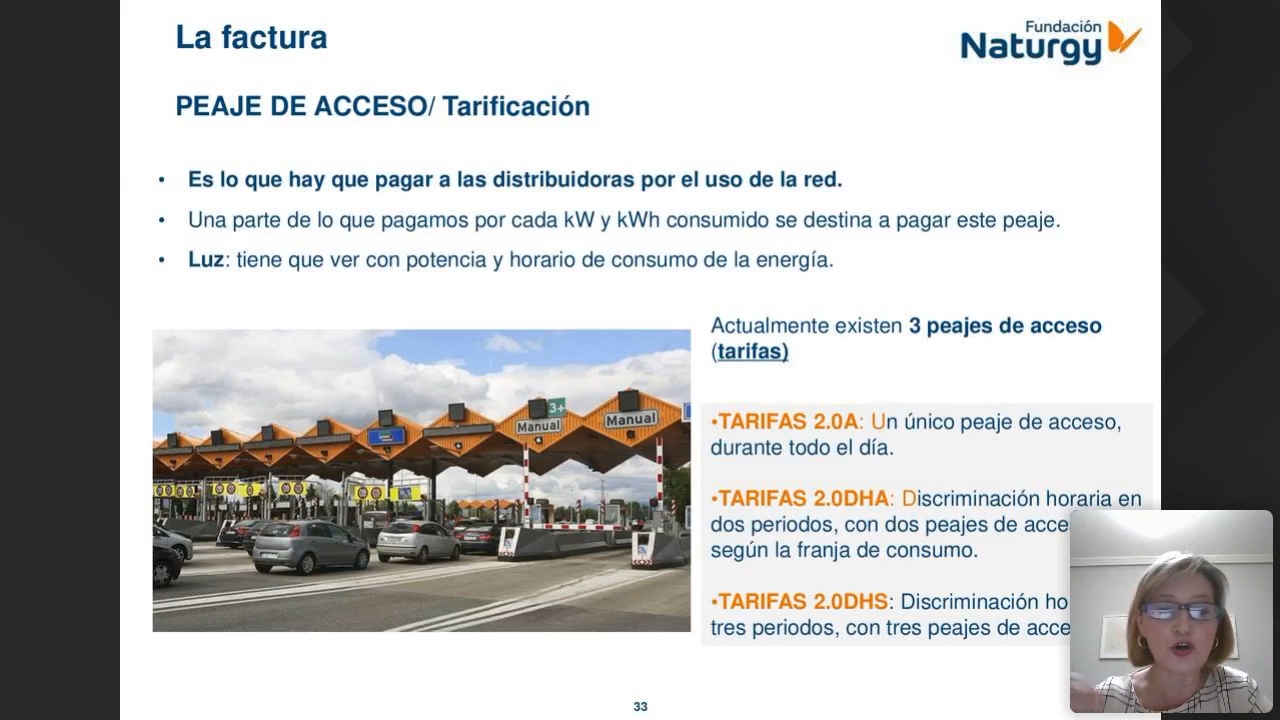 La factura
Fundación
Naturgy
PEAJE DE ACCESO/ Tarificación
• Es lo que hay que pagar a las distribuidoras por el uso de la red.
• Una parte de lo que pagamos por cada kW y kWh consumido se destina a pagar este peaje.
• Luz: tiene que ver con potencia y horario de consumo de la energía.
Actualmente existen 3 peajes de acceso
(tarifas)
•TARIFAS 2.0A: Un único peaje de acceso,
durante todo el día.
•TARIFAS 2.0DHA: Discriminación horaria en
dos periodos, con dos peajes de acce
según la franja de consumo.
•TARIFAS 2.0DHS: Discriminación ho
tres periodos, con tres peajes de acce
3+
Manual
Manual
33